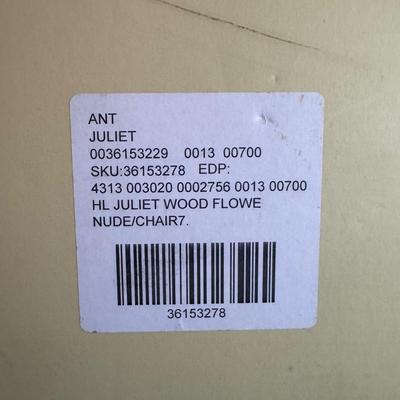 ANT
JULIET
0036153229 0013 00700
SKU:36153278 EDP:
4313 003020 0002756 0013 00700
HL JULIET WOOD FLOWE
NUDE/CHAIR7.
36153278